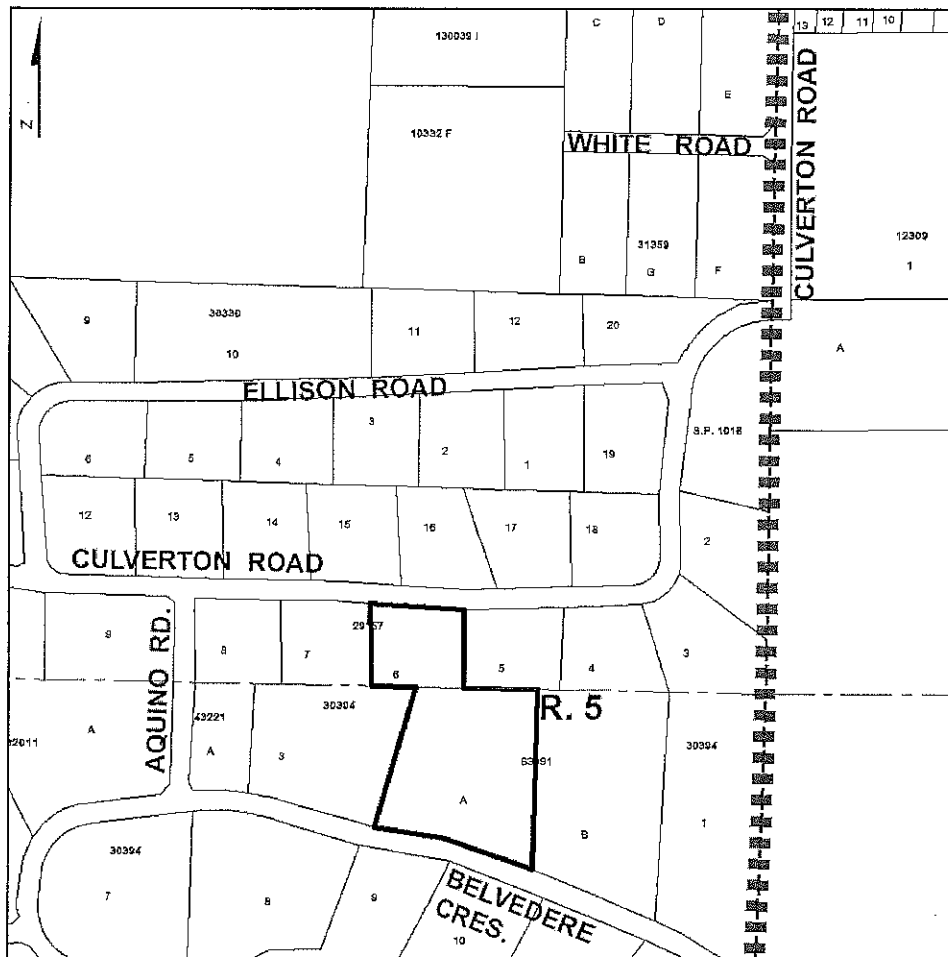 C D
13 12 11 10
130039 I
Z
E
10332 F
WHITE ROAD
CULVERTON ROAD
12309
1
31359
B G F
9
30330
10
11
12
20
A
ELLISON ROAD
3
S.P. 1018
6 5 4
2
1
19
12 13 14 15 16 17 18
2
CULVERTON ROAD
9
AQUINO RD.
8
7
6
5
4
3
R. 5
30394
43221
A
A
3
30394
A
B
1
30394
7
8
9
BELVEDERE
CRES.
10